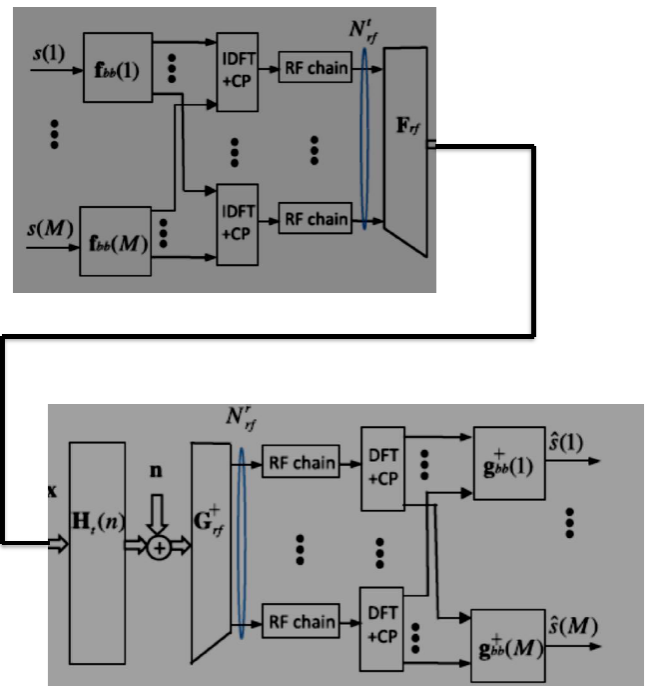 N^t_rf
s(1)
f_bb(1)
IDFT
+CP
RF chain
F_rf
s(M)
f_bb(M)
IDFT
+CP
RF chain
N^r_rf
x
H_t(n)
n
+
G^+_rf
RF chain
DFT
+CP
g^+_bb(1)
ŝ(1)
RF chain
DFT
+CP
g^+_bb(M)
ŝ(M)